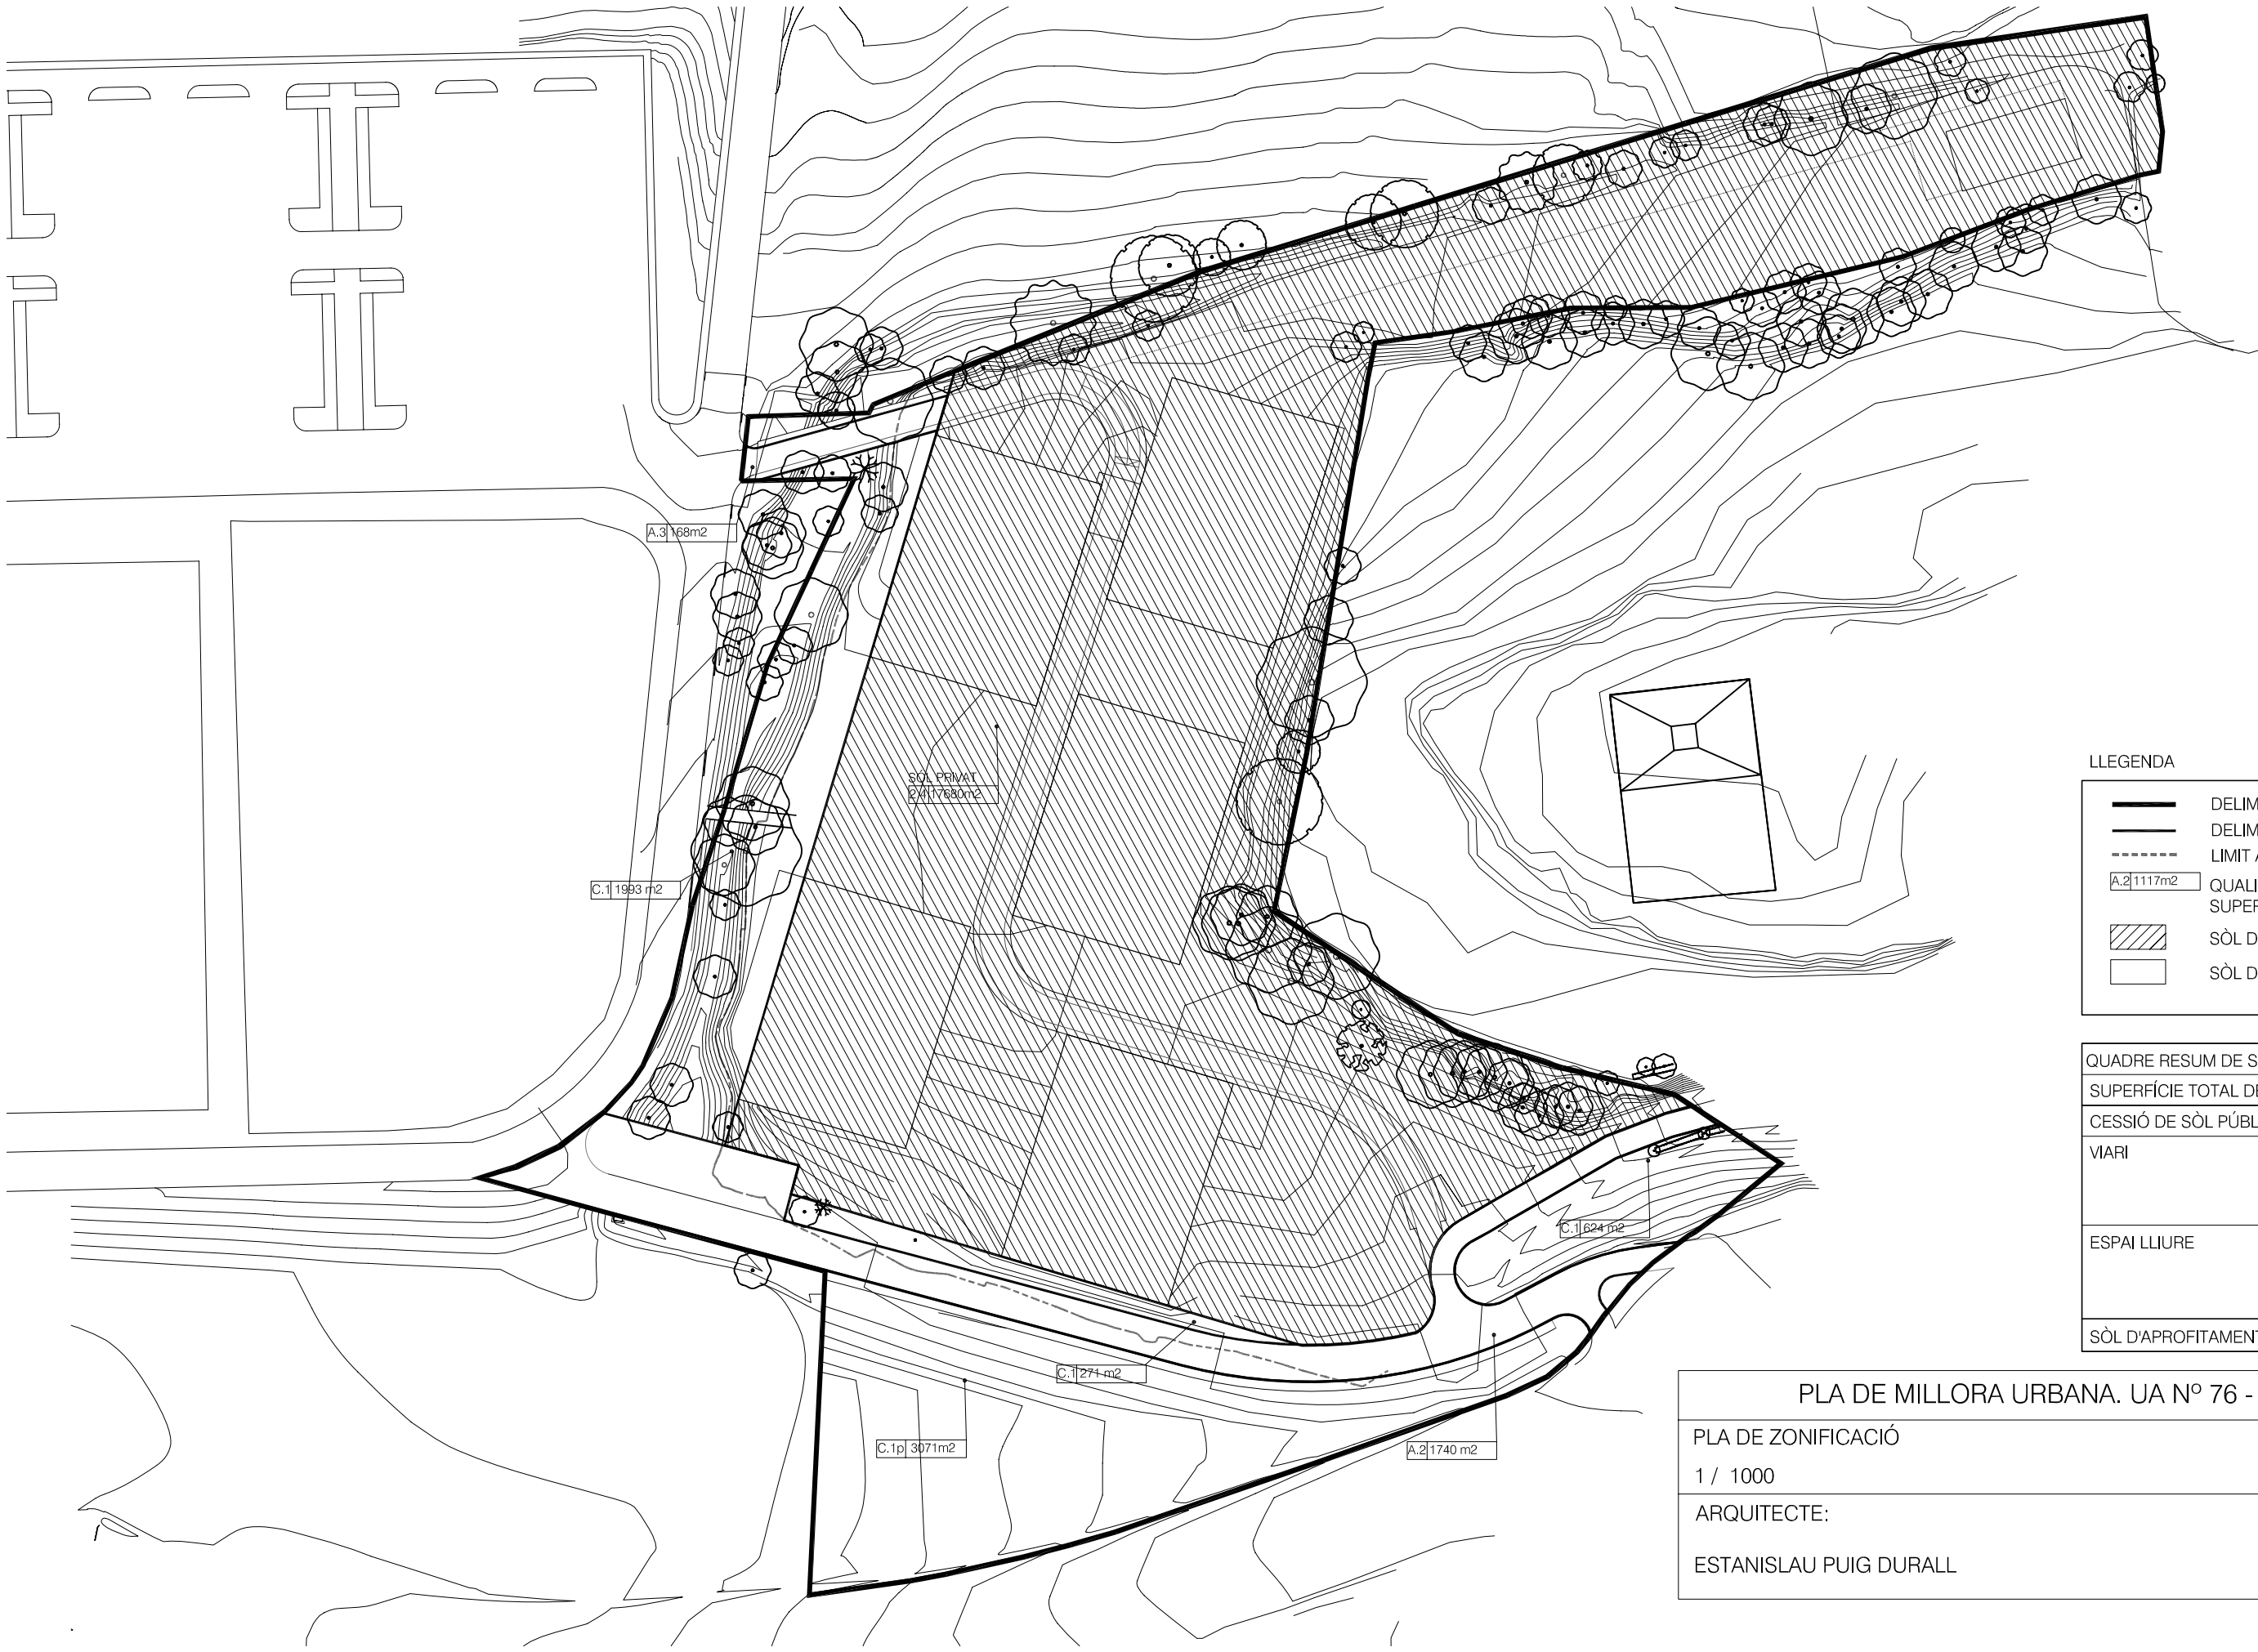 A.3 168m2
SÒL PRIVAT
2.4 17680m2
C.1 1993 m2
C.1 624 m2
C.1 271 m2
C.1p 3071m2
A.2 1740 m2
LLEGENDA
DELIM
DELIM
LIMIT A
A.2 1117m2 QUALI
SUPER
SÒL D
SÒL D
QUADRE RESUM DE S
SUPERFÍCIE TOTAL DE
CESSIÓ DE SÒL PÚBL
VIARI
ESPAI LLIURE
SÒL D'APROFITAMENT
PLA DE MILLORA URBANA. UA Nº 76 -
PLA DE ZONIFICACIÓ
1 / 1000
ARQUITECTE:
ESTANISLAU PUIG DURALL